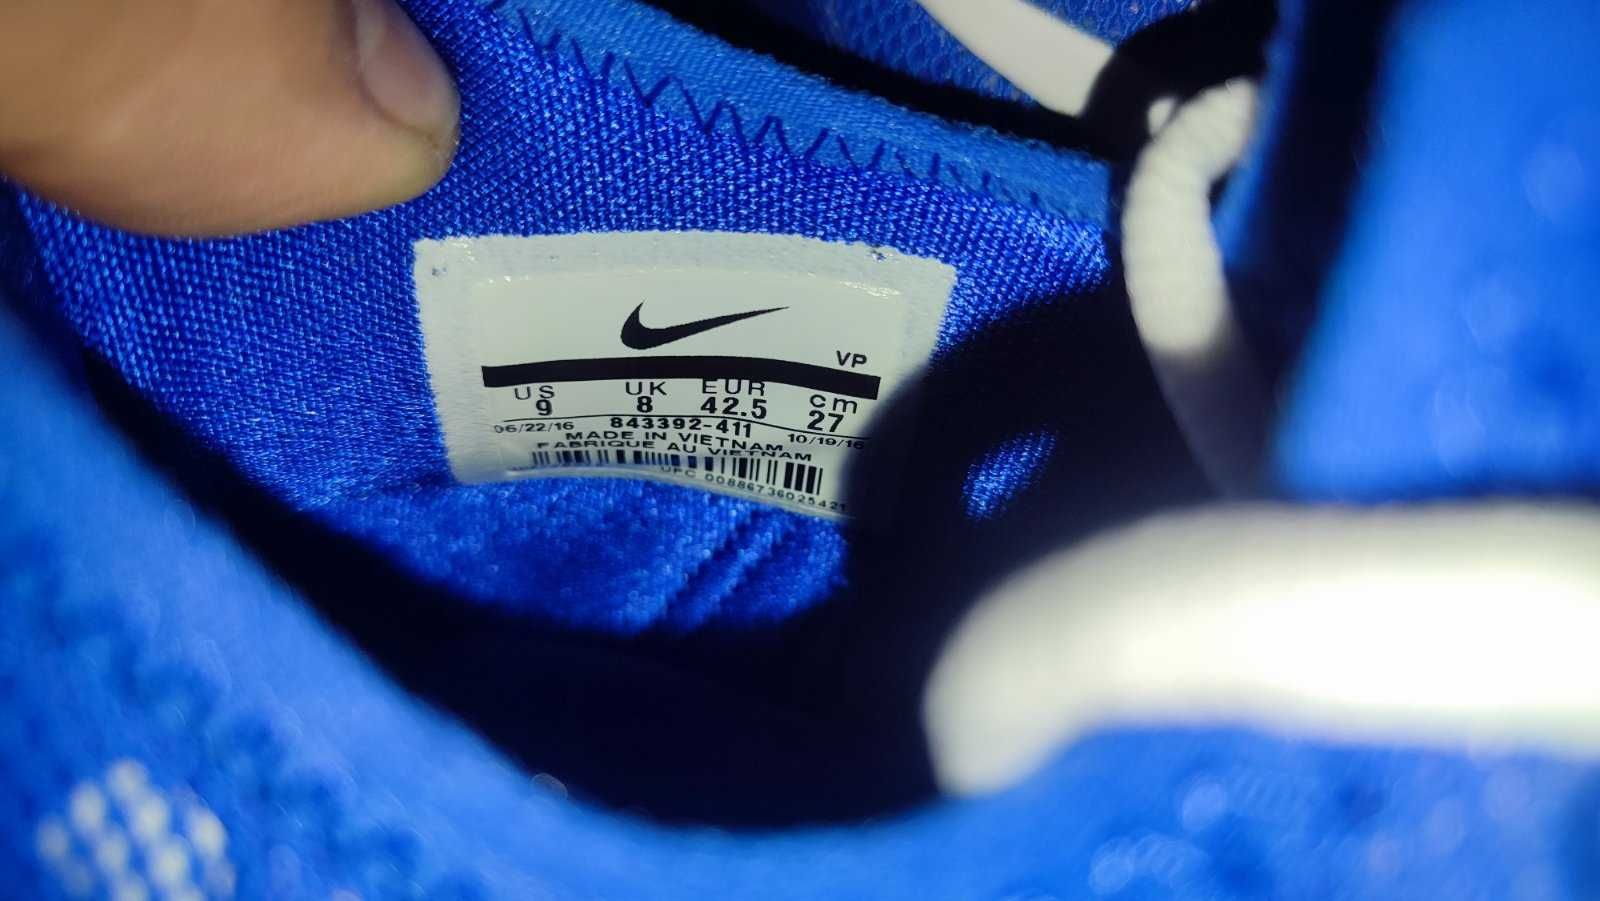 VP
US UK EUR cm
9 8 42.5 27
06/22/16 843392-411 10/19/16
MADE IN VIETNAM
FABRIQUE AU VIETNAM
UPC 00886736025421